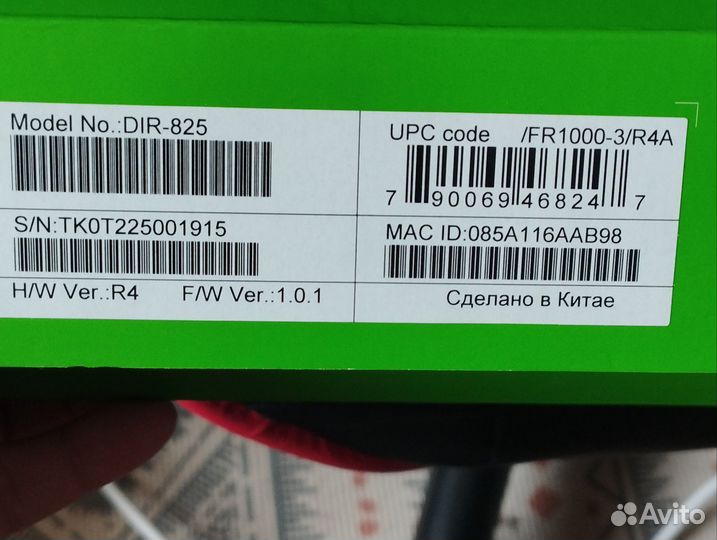 Model No.:DIR-825
UPC code /FR1000-3/R4A
7 90069 46824 7
S/N:TK0T225001915
MAC ID:085A116AAB98
H/W Ver.:R4 F/W Ver.:1.0.1
Сделано в Китае
Avito